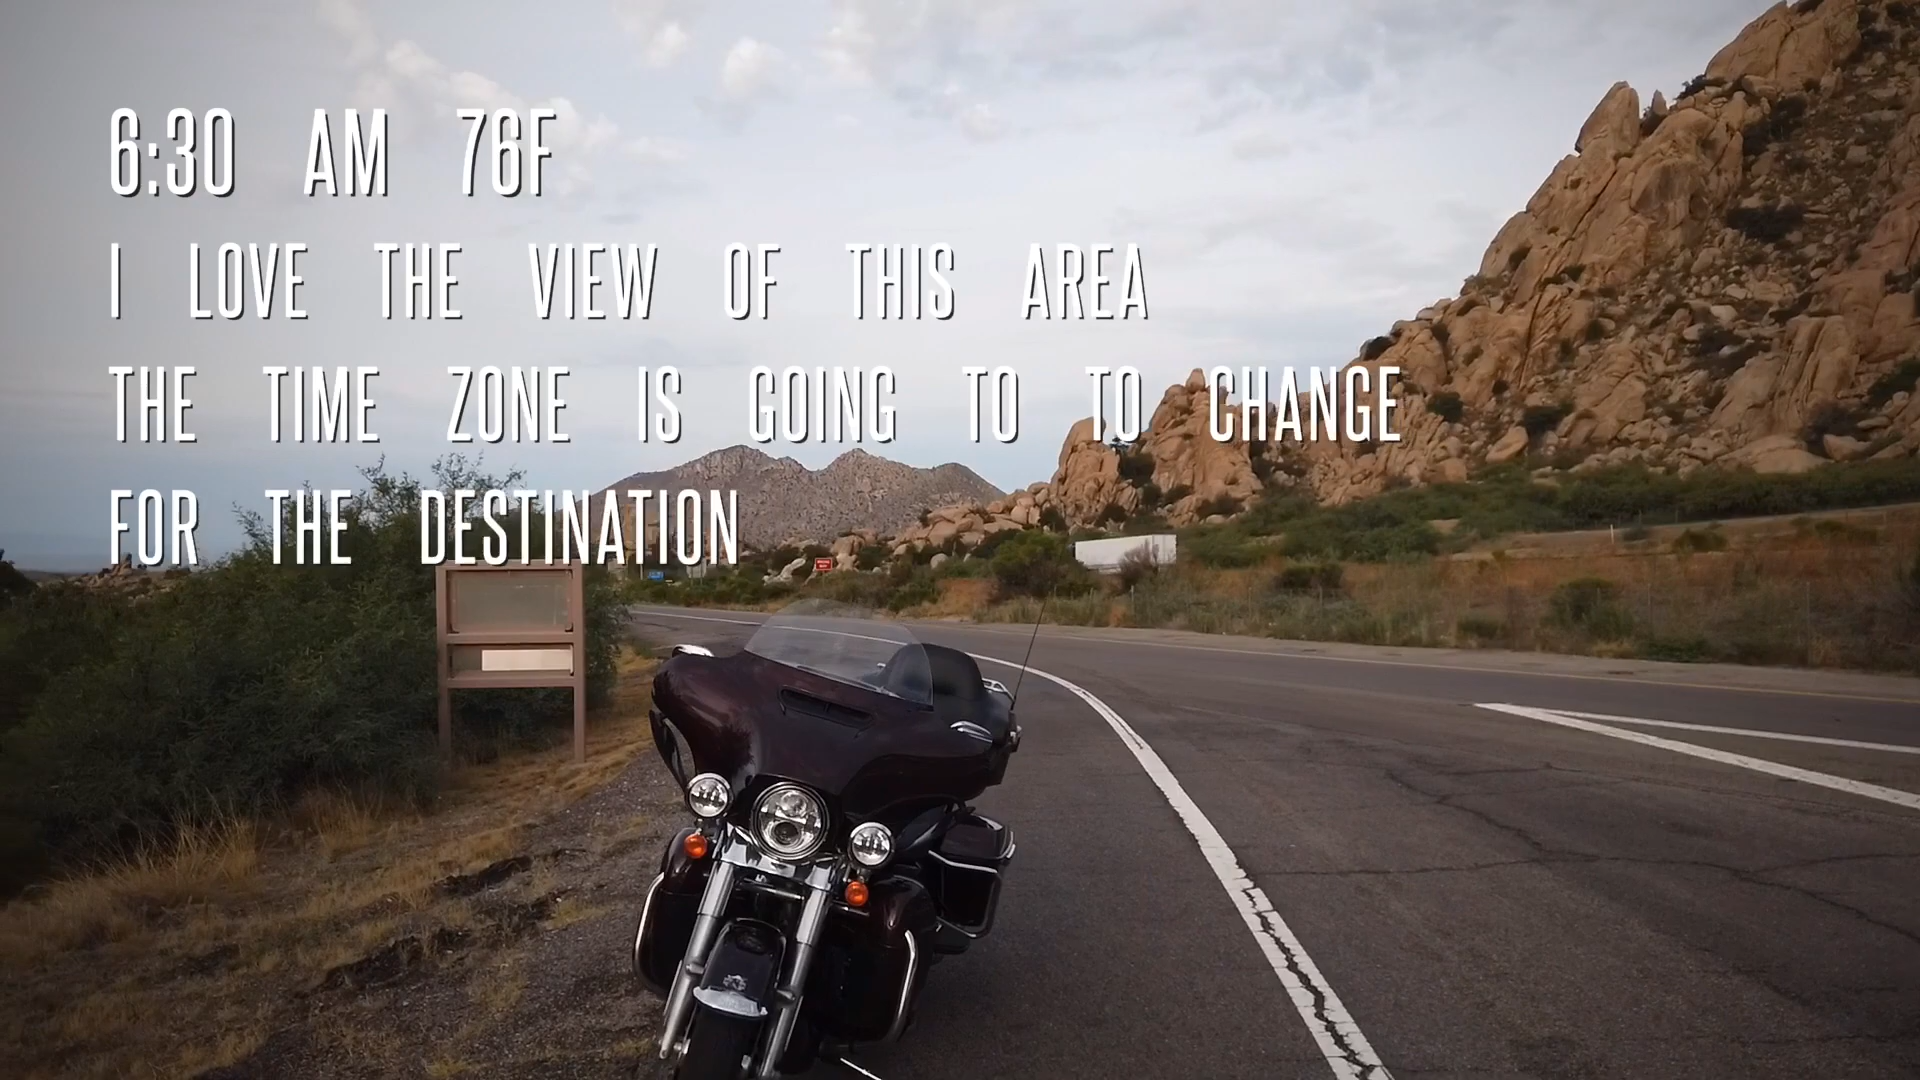 6:30 AM 76F
I LOVE THE VIEW OF THIS AREA
THE TIME ZONE IS GOING TO TO CHANGE
FOR THE DESTINATION